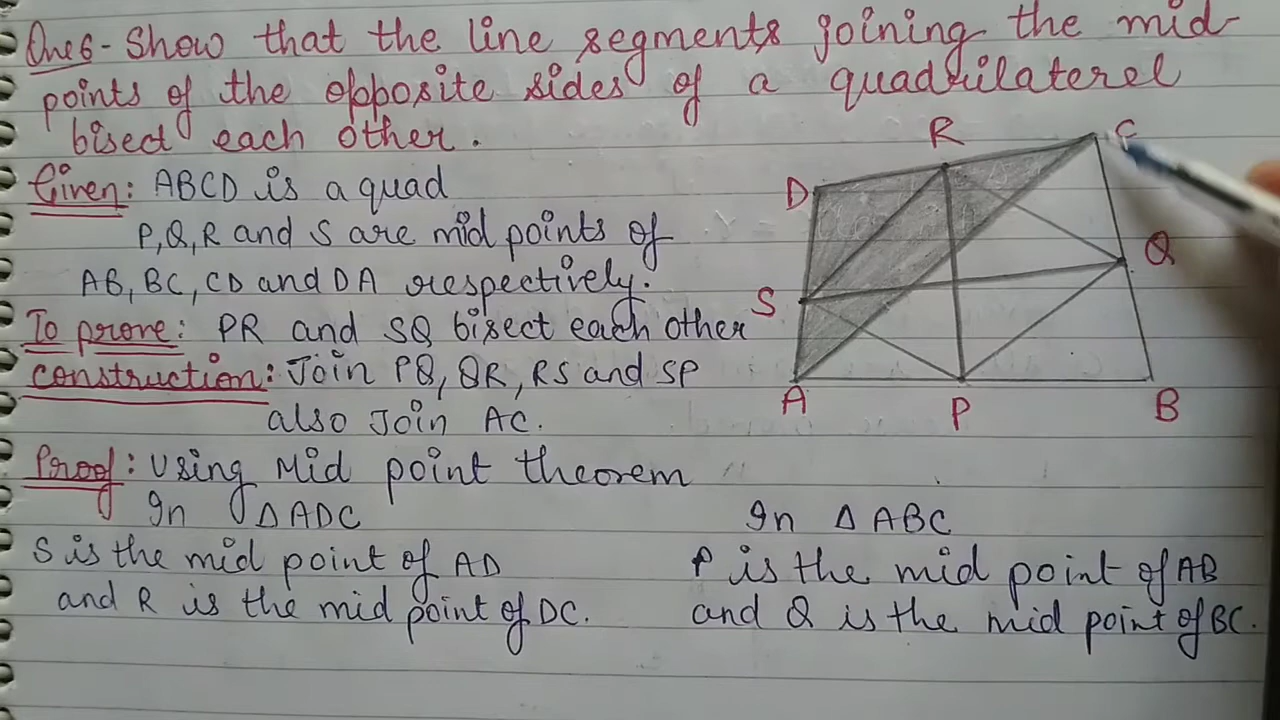 Ques- Show that the line segments joining the mid-
points of the opposite sides of a quadrilaterel
bisect each other.
Given: ABCD is a quad
P,Q,R and S are mid points of
AB, BC, CD and DA respectively.
To prove: PR and SQ bisect each other
construction: Join PQ, QR, RS and SP
also Join AC.
R
C
D
Q
S
A
P
B
Proof: Using Mid point theorem
In ΔADC
S is the mid point of AD
and R is the mid point of DC.
In Δ ABC
P is the mid point of AB
and Q is the mid point of BC.